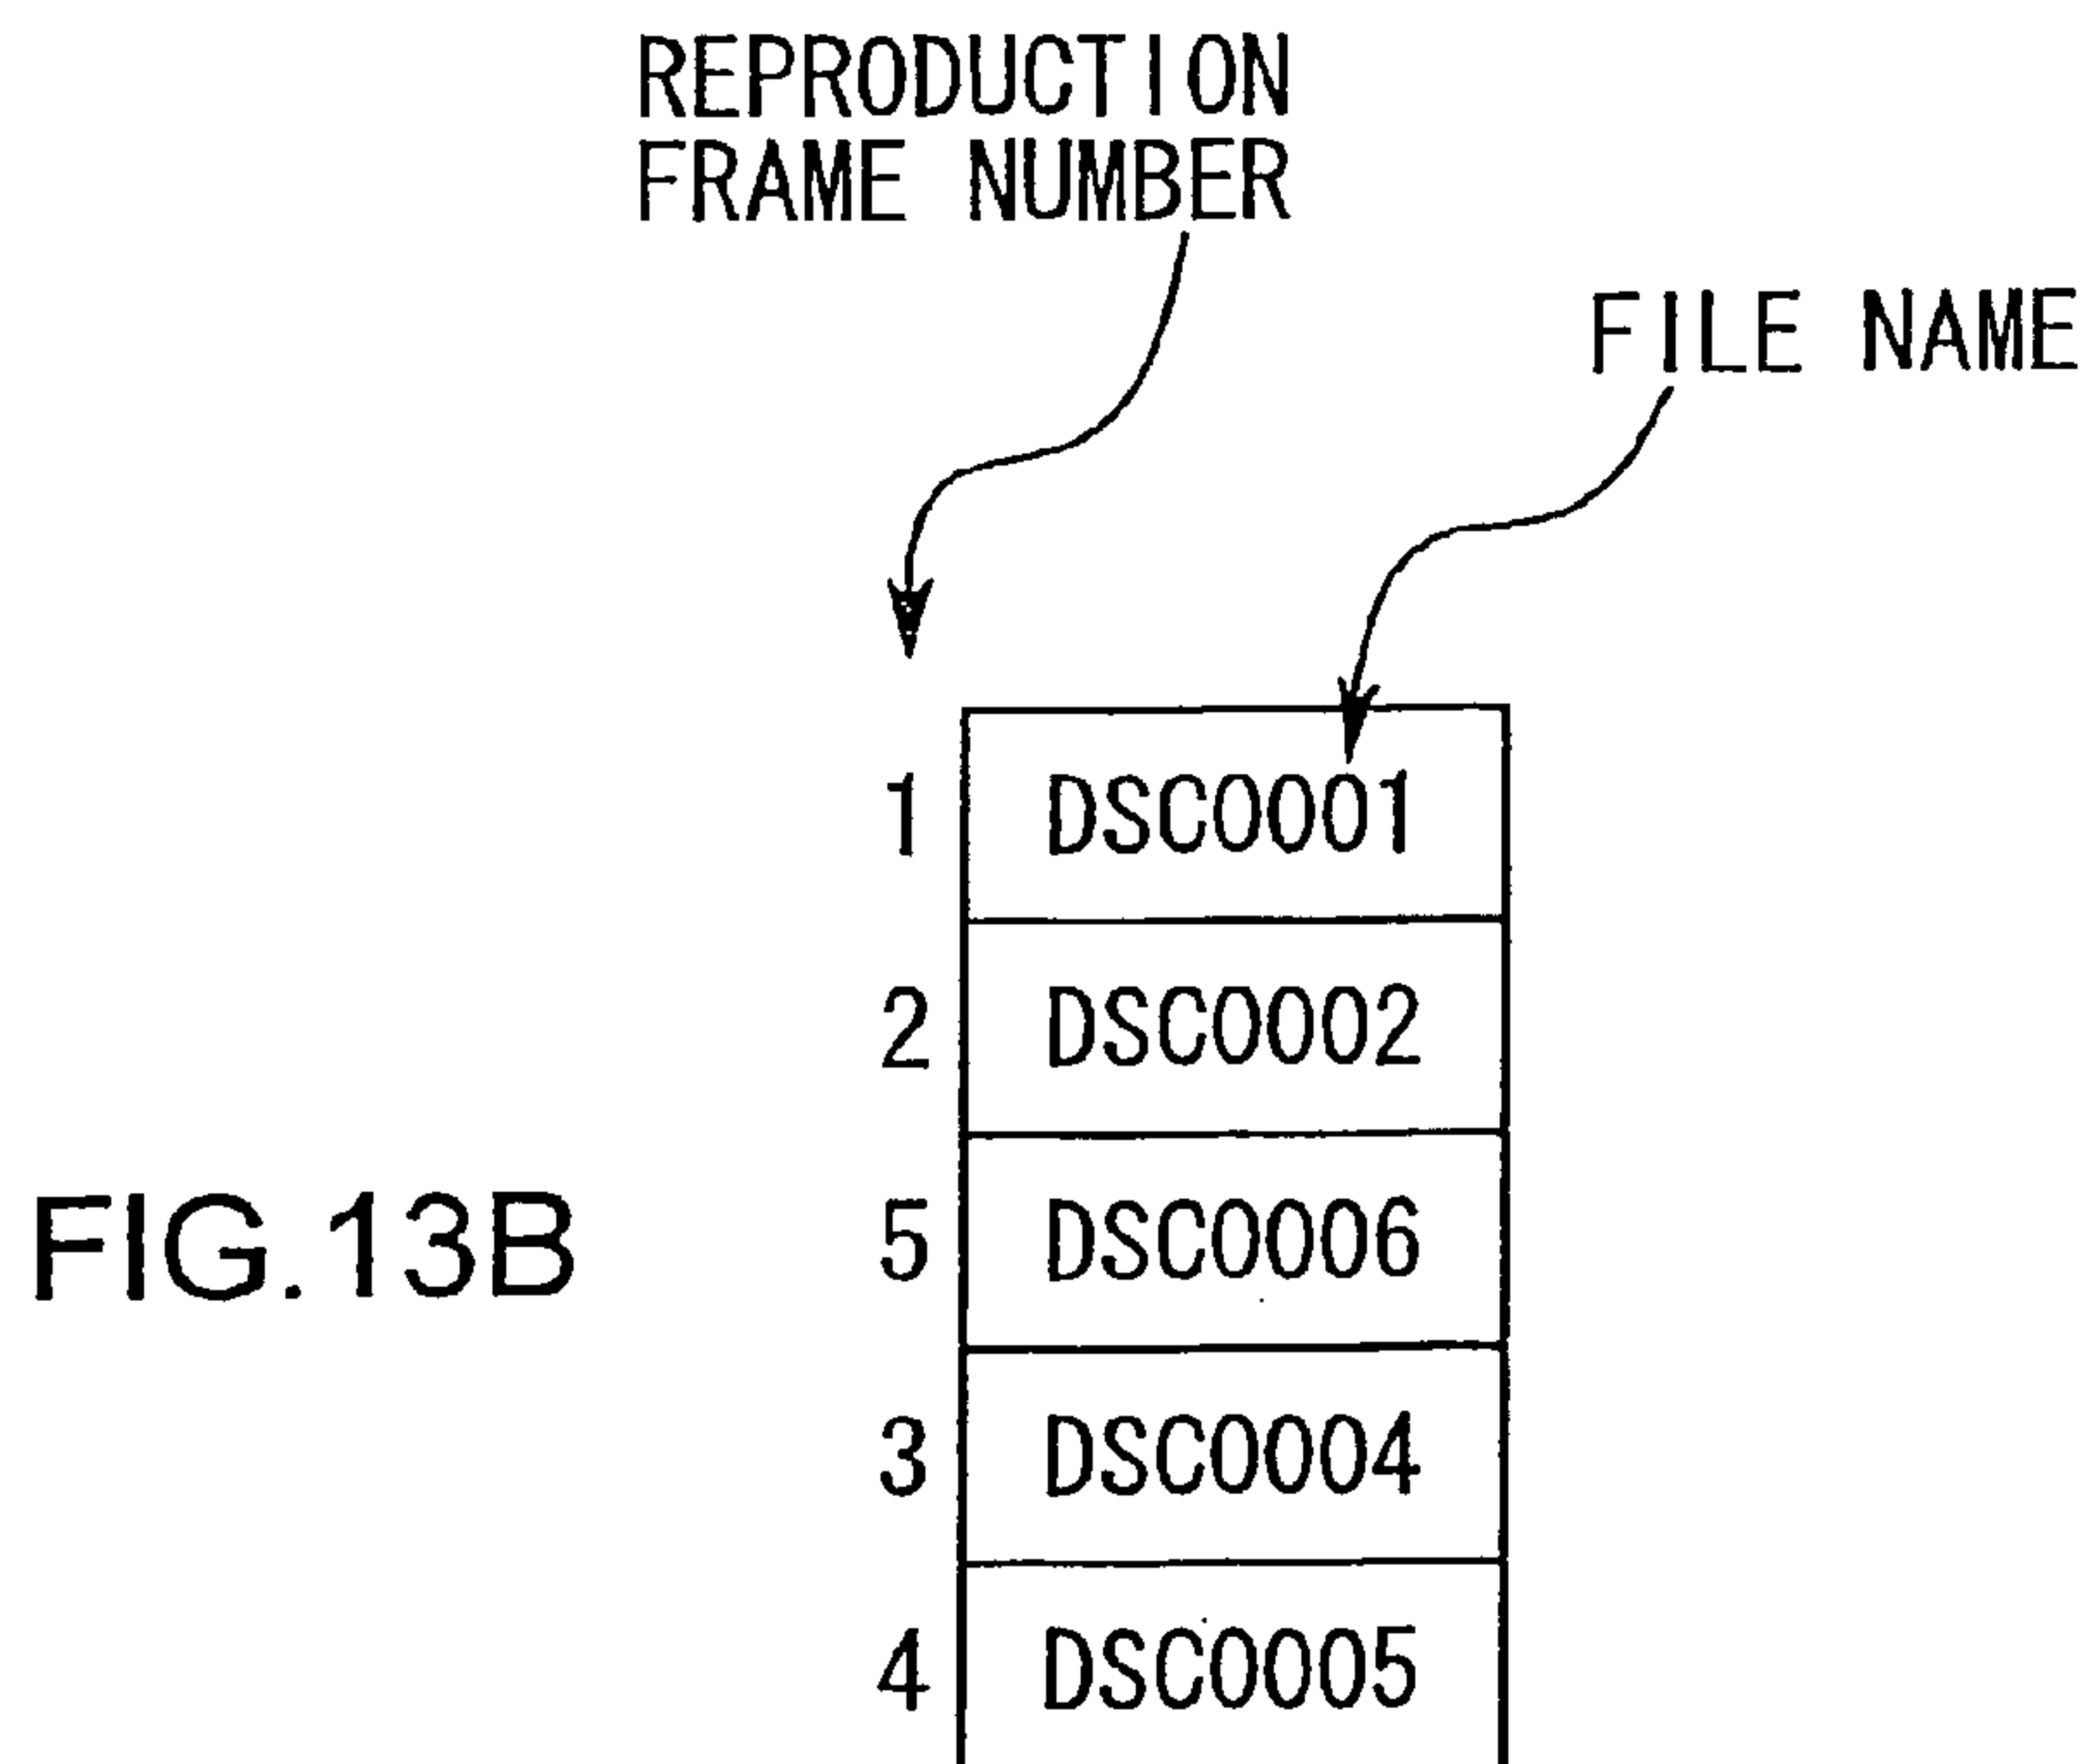 REPRODUCTION
FRAME NUMBER
FILE NAME
1 DSC0001
2 DSC0002
FIG.13B
5 DSC0006
3 DSC0004
4 DSC0005